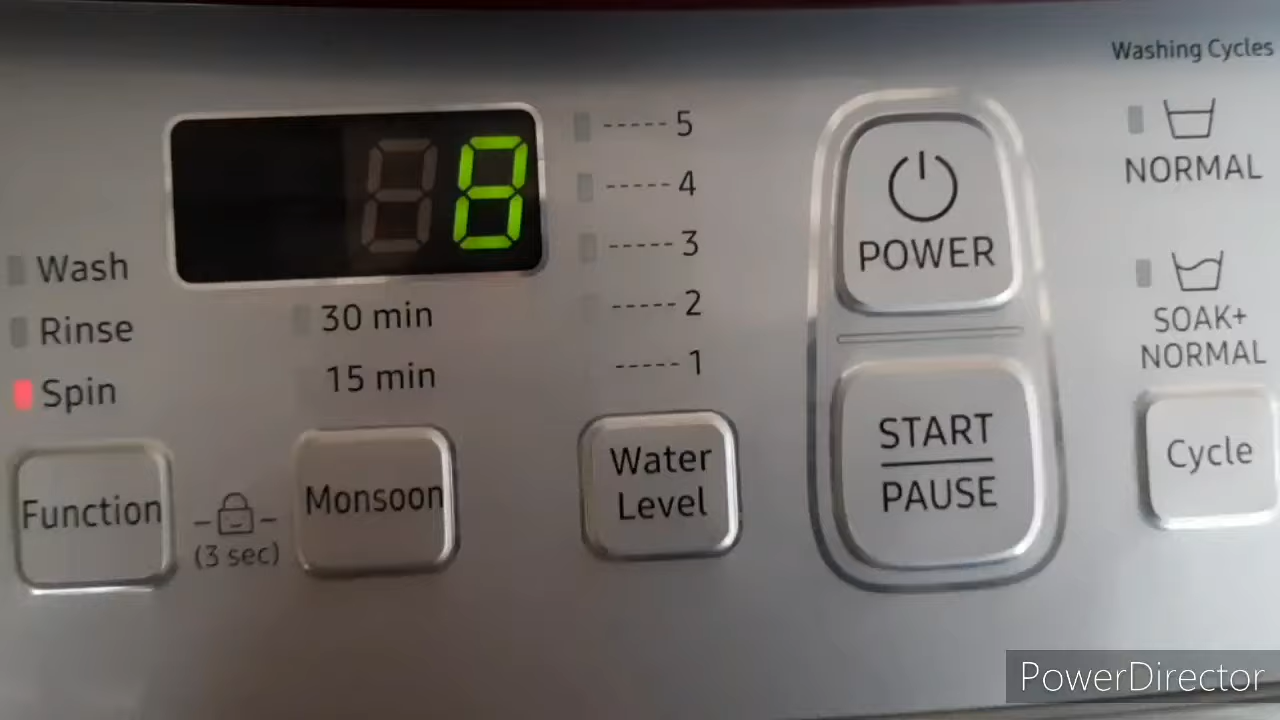 Washing Cycles
8
5
4
3
2
1
NORMAL
SOAK+
NORMAL
Cycle
POWER
START
PAUSE
Wash
Rinse
Spin
30 min
15 min
Function
(3 sec)
Monsoon
Water
Level
PowerDirector